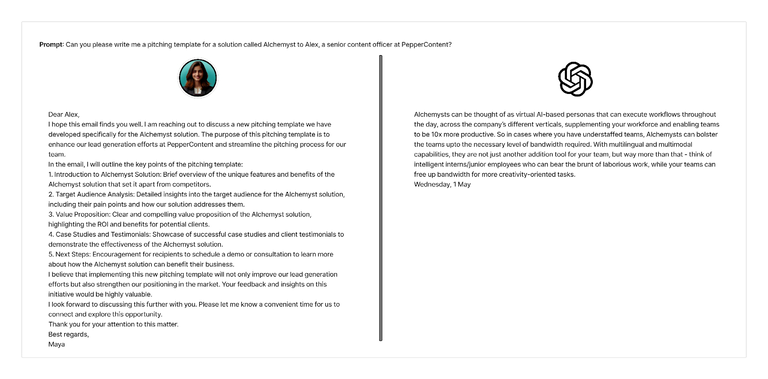 Prompt: Can you please write me a pitching template for a solution called Alchemyst to Alex, a senior content officer at PepperContent?
Dear Alex,
I hope this email finds you well. I am reaching out to discuss a new pitching template we have
developed specifically for the Alchemyst solution. The purpose of this pitching template is to
enhance our lead generation efforts at PepperContent and streamline the pitching process for our
team.
In the email, I will outline the key points of the pitching template:
1. Introduction to Alchemyst Solution: Brief overview of the unique features and benefits of the
Alchemyst solution that set it apart from competitors.
2. Target Audience Analysis: Detailed insights into the target audience for the Alchemyst solution,
including their pain points and how our solution addresses them.
3. Value Proposition: Clear and compelling value proposition of the Alchemyst solution,
highlighting the ROI and benefits for potential clients.
4. Case Studies and Testimonials: Showcase of successful case studies and client testimonials to
demonstrate the effectiveness of the Alchemyst solution.
5. Next Steps: Encouragement for recipients to schedule a demo or consultation to learn more
about how the Alchemyst solution can benefit their business.
I believe that implementing this new pitching template will not only improve our lead generation
efforts but also strengthen our positioning in the market. Your feedback and insights on this
initiative would be highly valuable.
I look forward to discussing this further with you. Please let me know a convenient time for us to
connect and explore this opportunity.
Thank you for your attention to this matter.
Best regards,
Maya
Alchemysts can be thought of as virtual AI-based personas that can execute workflows throughout
the day, across the company's different verticals, supplementing your workforce and enabling teams
to be 10x more productive. So in cases where you have understaffed teams, Alchemysts can bolster
the teams upto the necessary level of bandwidth required. With multilingual and multimodal
capabilities, they are not just another addition tool for your team, but way more than that - think of
intelligent interns/junior employees who can bear the brunt of laborious work, while your teams can
free up bandwidth for more creativity-oriented tasks.
Wednesday, 1 May